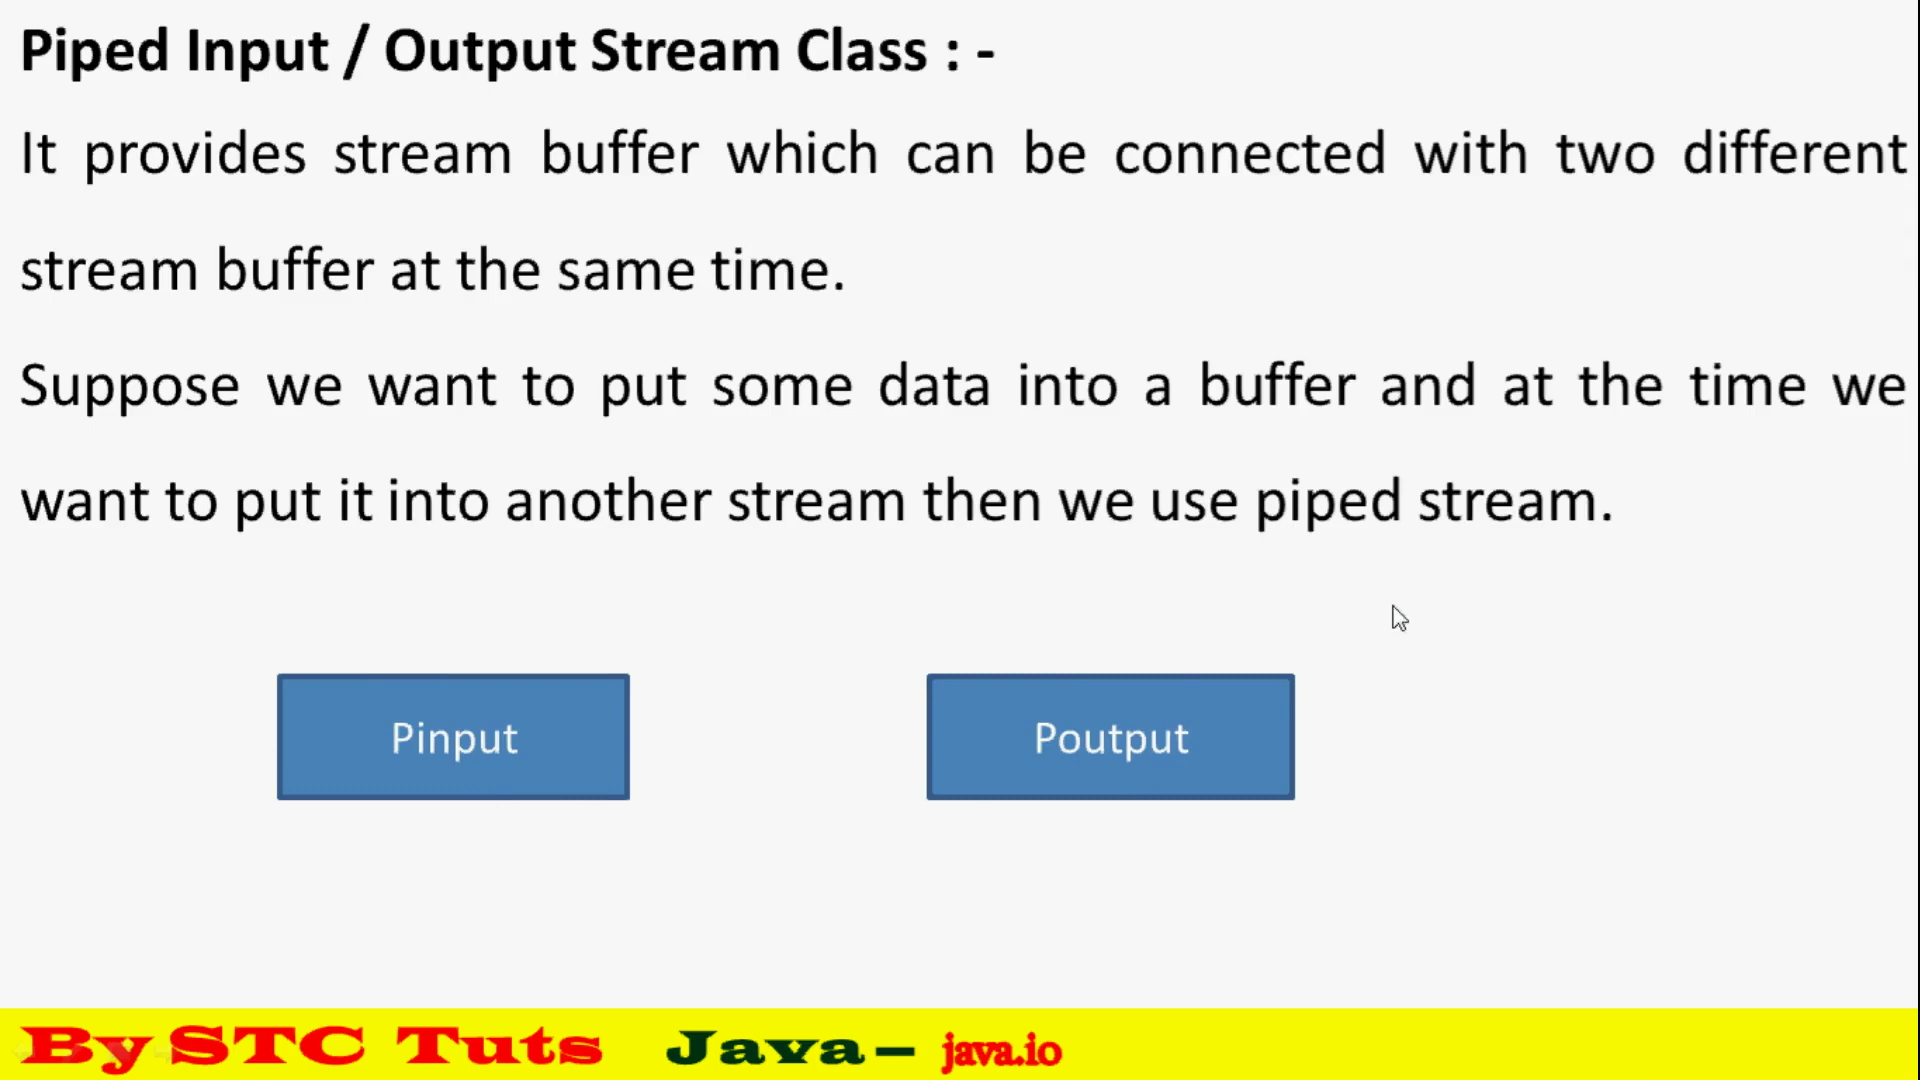 Piped Input / Output Stream Class : -
It provides stream buffer which can be connected with two different
stream buffer at the same time.
Suppose we want to put some data into a buffer and at the time we
want to put it into another stream then we use piped stream.
Pinput
Poutput
By STC Tuts Java – java.io